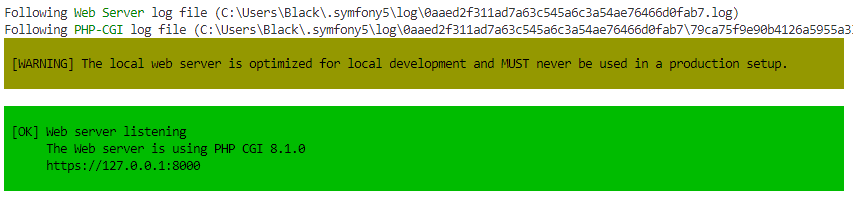 Following Web Server log file (C:\Users\Black\.symfony5\log\0aaed2f311ad7a63c545a6c3a54ae76466d0fab7.log)
Following PHP-CGI log file (C:\Users\Black\.symfony5\log\0aaed2f311ad7a63c545a6c3a54ae76466d0fab7\79ca75f9e90b4126a5955a3
[WARNING] The local web server is optimized for local development and MUST never be used in a production setup.
[OK] Web server listening
The Web server is using PHP CGI 8.1.0
https://127.0.0.1:8000